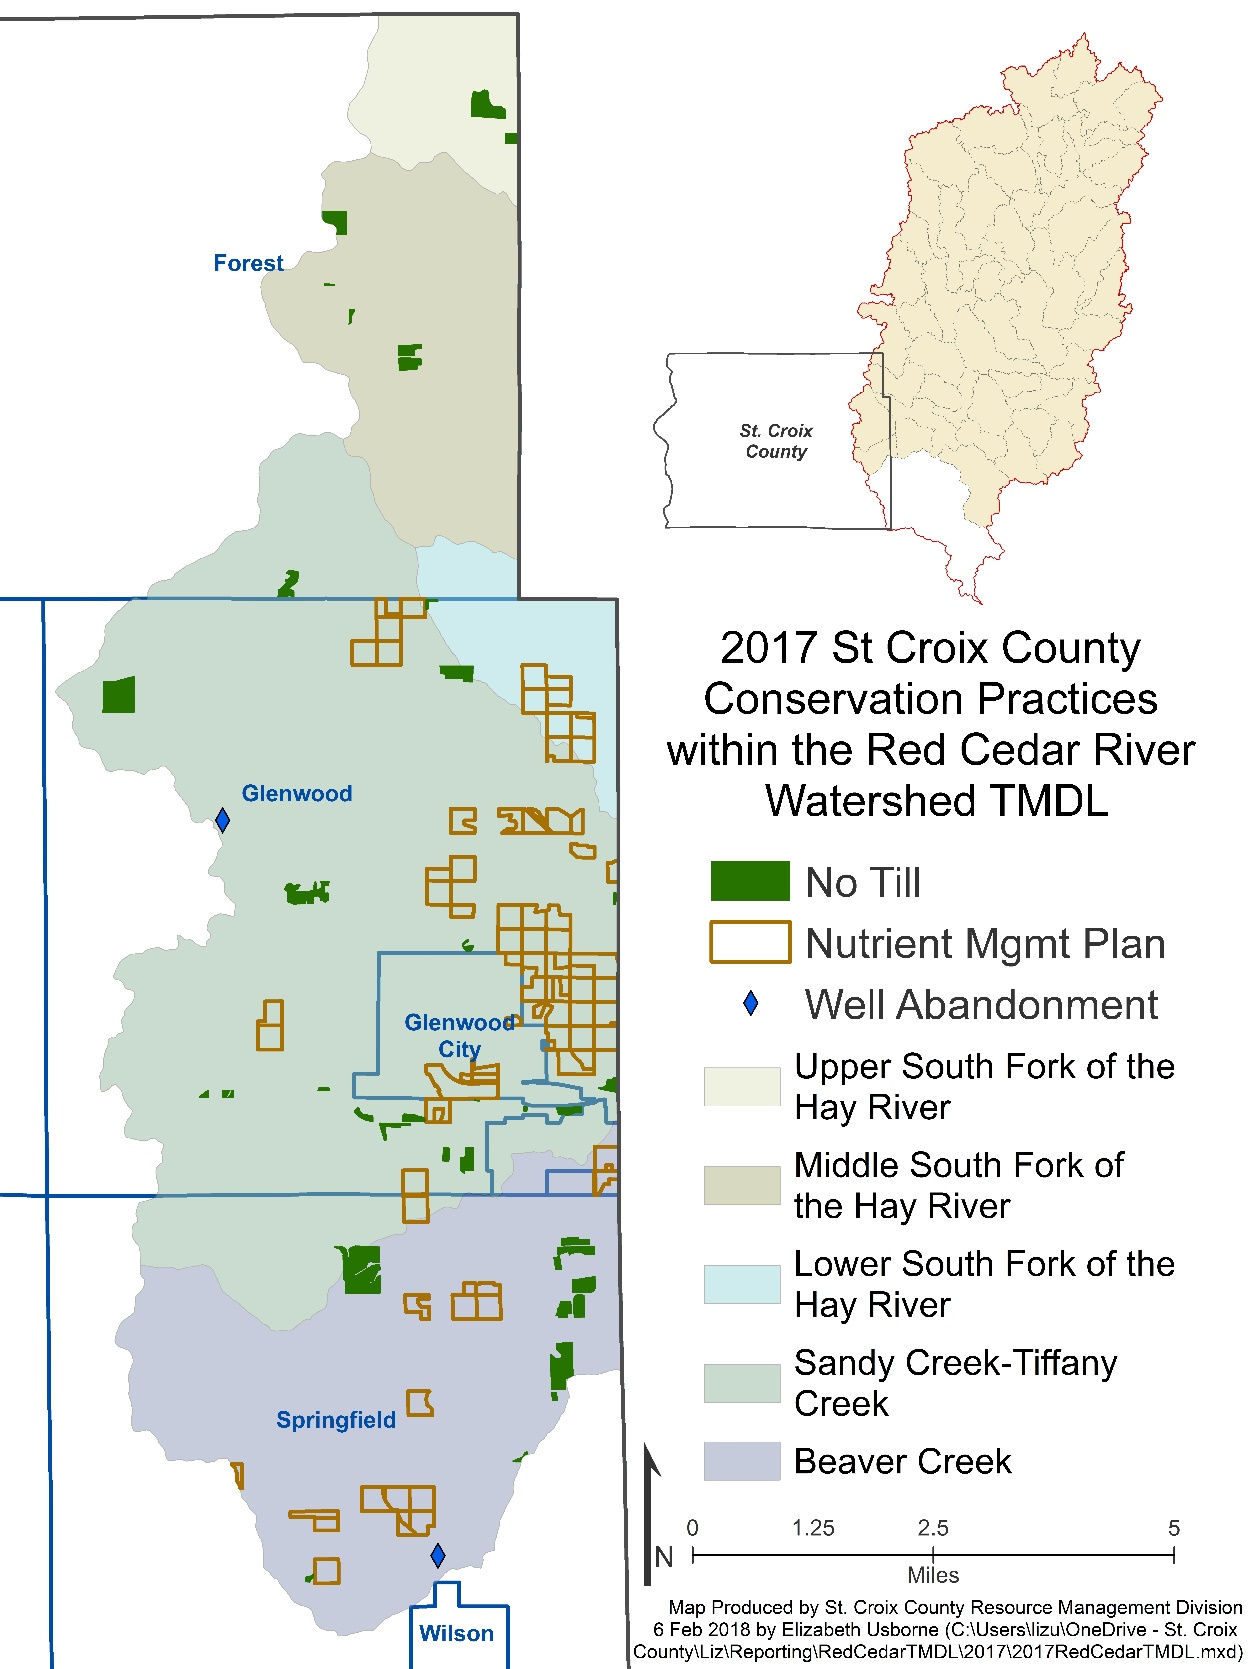 Forest
St. Croix
County
2017 St Croix County
Conservation Practices
within the Red Cedar River
Watershed TMDL
Glenwood
No Till
Nutrient Mgmt Plan
Well Abandonment
Glenwood
City
Upper South Fork of the
Hay River
Middle South Fork of
the Hay River
Lower South Fork of the
Hay River
Sandy Creek-Tiffany
Creek
Springfield
Beaver Creek
0 1.25 2.5 5
N
Miles
Wilson
Map Produced by St. Croix County Resource Management Division
6 Feb 2018 by Elizabeth Usborne (C:\Users\lizu\OneDrive - St. Croix
County\Liz\Reporting\RedCedarTMDL\2017\2017RedCedarTMDL.mxd)